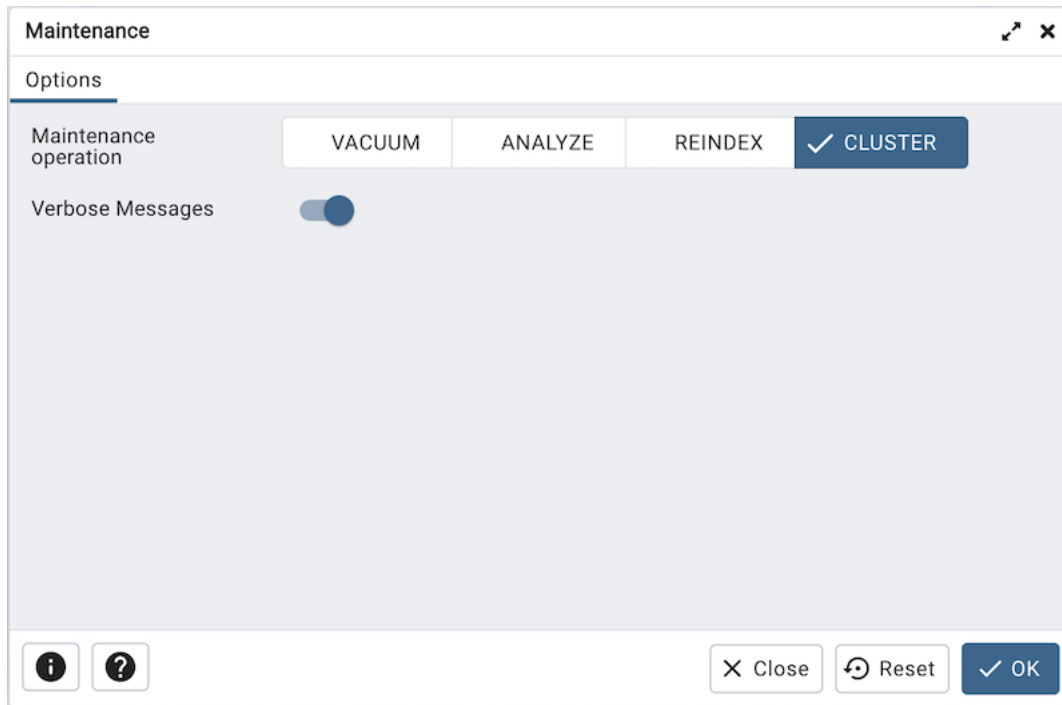 Maintenance
Options
Maintenance
operation
VACUUM ANALYZE REINDEX CLUSTER
Verbose Messages
Close Reset OK